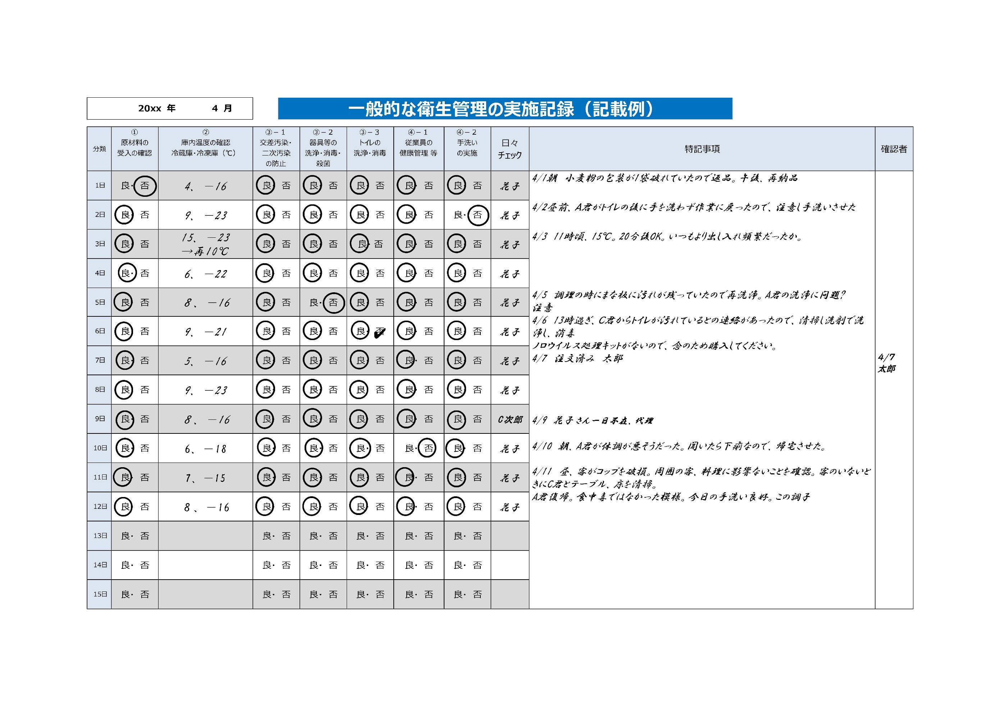 20xx 年 4 月
一般的な衛生管理の実施記録（記載例）
分類
①
原材料の
受入の確認
②
庫内温度の確認
冷蔵庫・冷凍庫（℃）
③－１
交差汚染・
二次汚染
の防止
③－２
器具等の
洗浄・消毒・
殺菌
③－３
トイレの
洗浄・消毒
④－１
従業員の
健康管理 等
④－２
手洗い
の実施
日々
チェック
特記事項
確認者
1日 良・否 4、 －16 良・否 良・否 良・否 良・否 良・否 花子
4/1朝 小麦粉の包装が1袋破れていたので返品。午後、再納品
2日 良・否 9、 －23 良・否 良・否 良・否 良・否 良・否 花子
4/2昼前、A君がトイレの後に手を洗わず作業に戻ったので、注意し手洗いさせた
3日 良・否 15、 －23 良・否 良・否 良・否 良・否 良・否 花子
→再10℃
4/3 11時頃、15℃。20分後OK。いつもより出し入れ頻繁だったか。
4日 良・否 6、 －22 良・否 良・否 良・否 良・否 良・否 花子
5日 良・否 8、 －16 良・否 良・否 良・否 良・否 良・否 花子
4/5 調理の時にまな板に汚れが残っていたので再洗浄。A君の洗浄に問題？
注意
6日 良・否 9、 －21 良・否 良・否 良・否 良・否 良・否 花子
4/6 13時過ぎ、C君からトイレが汚れているとの連絡があったので、清掃し洗剤で洗
浄し、消毒
ノロウイルス処理キットがないので、念のため購入してください。
7日 良・否 5、 －16 良・否 良・否 良・否 良・否 良・否 花子
4/7 注文済み 太郎
4/7
太郎
8日 良・否 9、 －23 良・否 良・否 良・否 良・否 良・否 花子
9日 良・否 8、 －16 良・否 良・否 良・否 良・否 良・否 C次郎
4/9 花子さん一日不在、代理
10日 良・否 6、 －18 良・否 良・否 良・否 良・否 良・否 花子
4/10 朝、A君が体調が悪そうだった。聞いたら下痢なので、帰宅させた。
11日 良・否 7、 －15 良・否 良・否 良・否 良・否 良・否 花子
4/11 昼、客がコップを破損。周囲の客、料理に影響ないことを確認。客のいないと
きにC君とテーブル、床を清掃。
12日 良・否 8、 －16 良・否 良・否 良・否 良・否 良・否 花子
A君復帰。食中毒ではなかった模様。今日の手洗い良好。この調子
13日 良・否 良・否 良・否 良・否 良・否 良・否
14日 良・否 良・否 良・否 良・否 良・否 良・否
15日 良・否 良・否 良・否 良・否 良・否 良・否